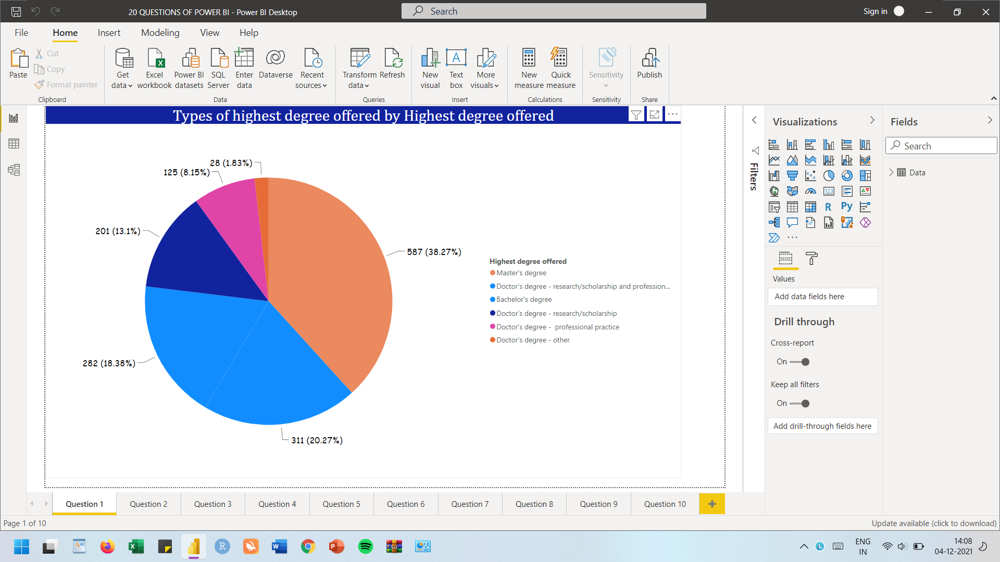 20 QUESTIONS OF POWER BI - Power BI Desktop
Search
Sign in
File Home Insert Modeling View Help
Paste
Cut
Copy
Format painter
Clipboard
Get data
Excel workbook
Power BI datasets
SQL Server
Enter data
Dataverse
Recent sources
Data
Transform data
Refresh
Queries
New visual
Text box
More visuals
Insert
New measure
Quick measure
Calculations
Sensitivity
Sensitivity
Publish
Share
Types of highest degree offered by Highest degree offered
28 (1.83%)
125 (8.15%)
201 (13.1%)
587 (38.27%)
282 (18.38%)
311 (20.27%)
Highest degree offered
Master's degree
Doctor's degree - research/scholarship and profession...
Bachelor's degree
Doctor's degree - research/scholarship
Doctor's degree -  professional practice
Doctor's degree - other
Filters
Visualizations
123
R
Py
Values
Add data fields here
Drill through
Cross-report
On
Keep all filters
On
Add drill-through fields here
Fields
Search
Data
Question 1 Question 2 Question 3 Question 4 Question 5 Question 6 Question 7 Question 8 Question 9 Question 10
Page 1 of 10
Update available (click to download)
ENG
IN
14:08
04-12-2021